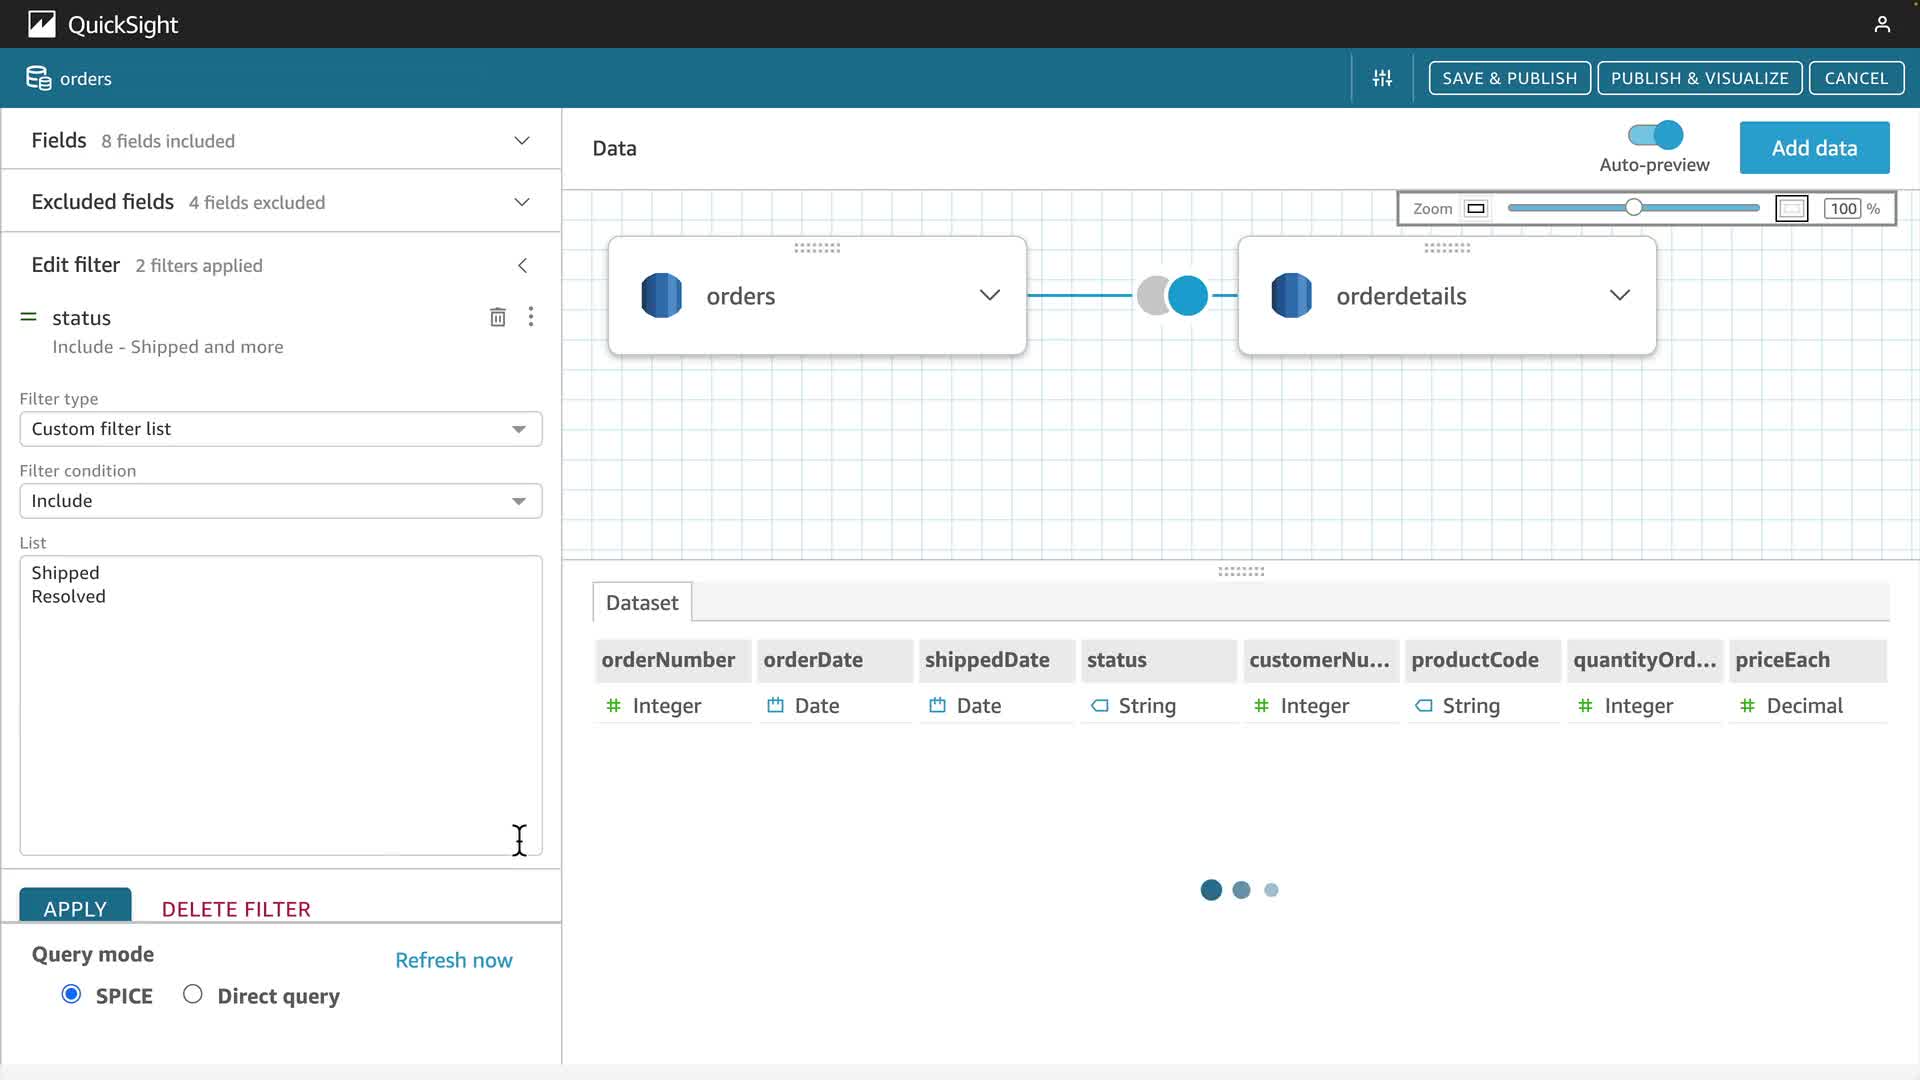 QuickSight
orders
SAVE & PUBLISH
PUBLISH & VISUALIZE
CANCEL
Fields 8 fields included
Excluded fields 4 fields excluded
Edit filter 2 filters applied
status
Include - Shipped and more
Filter type
Custom filter list
Filter condition
Include
List
Shipped
Resolved
APPLY
DELETE FILTER
Query mode
Refresh now
SPICE
Direct query
Data
Auto-preview
Add data
Zoom
100 %
orders
orderdetails
Dataset
orderNumber orderDate shippedDate status customerNu... productCode quantityOrd... priceEach
# Integer Date Date String # Integer String # Integer # Decimal